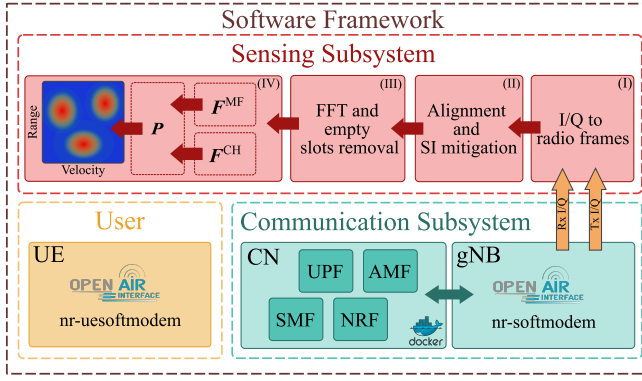 Software Framework
Sensing Subsystem
(IV)
(III)
(II)
(I)
Range
Velocity
P
F^MF
F^CH
FFT and
empty
slots removal
Alignment
and
SI mitigation
I/Q to
radio frames
Rx I/Q
Tx I/Q
User
UE
OPEN AIR
INTERFACE
nr-uesoftmodem
Communication Subsystem
CN
UPF
AMF
SMF
NRF
docker
gNB
OPEN AIR
INTERFACE
nr-softmodem